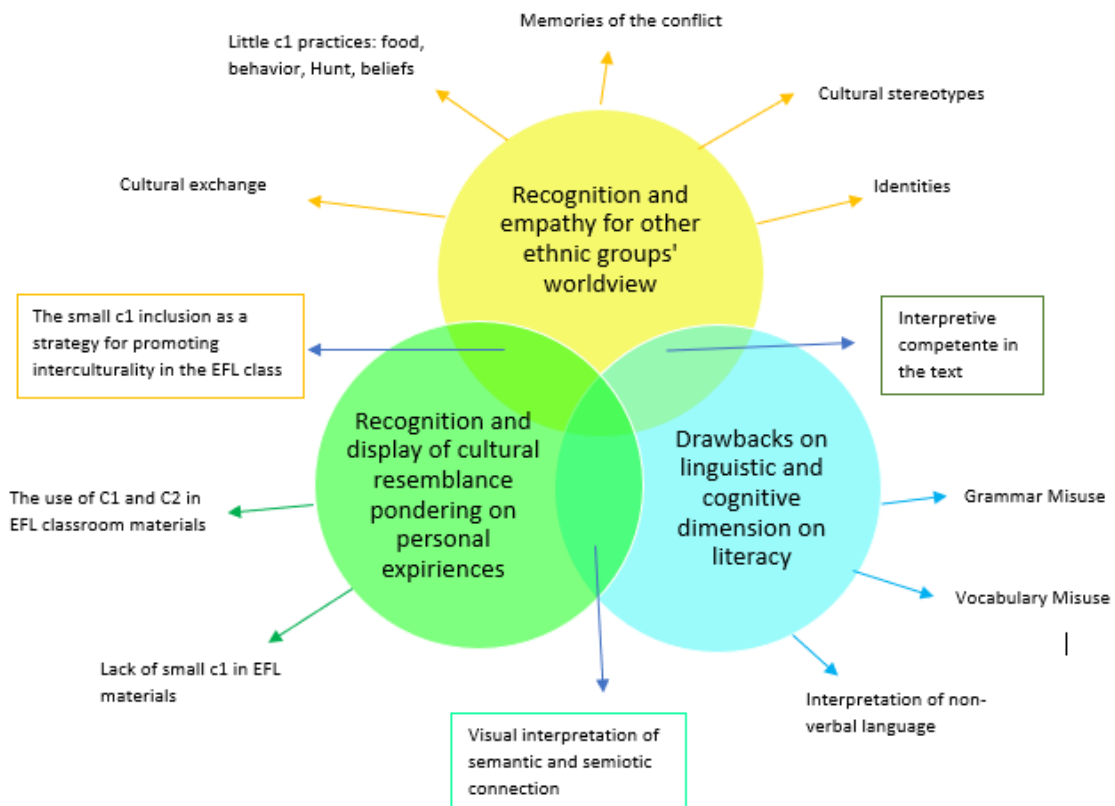 Memories of the conflict
Little c1 practices: food,
behavior, Hunt, beliefs
Cultural stereotypes
Cultural exchange
Identities
Recognition and
empathy for other
ethnic groups'
worldview
The small c1 inclusion as a
strategy for promoting
interculturality in the EFL class
Interpretive
competente in
the text
Recognition and
display of cultural
resemblance
pondering on
personal
expiriences
Drawbacks on
linguistic and
cognitive
dimension on
literacy
The use of C1 and C2 in
EFL classroom materials
Grammar Misuse
Vocabulary Misuse
Lack of small c1 in EFL
materials
Interpretation of non-
verbal language
Visual interpretation of
semantic and semiotic
connection